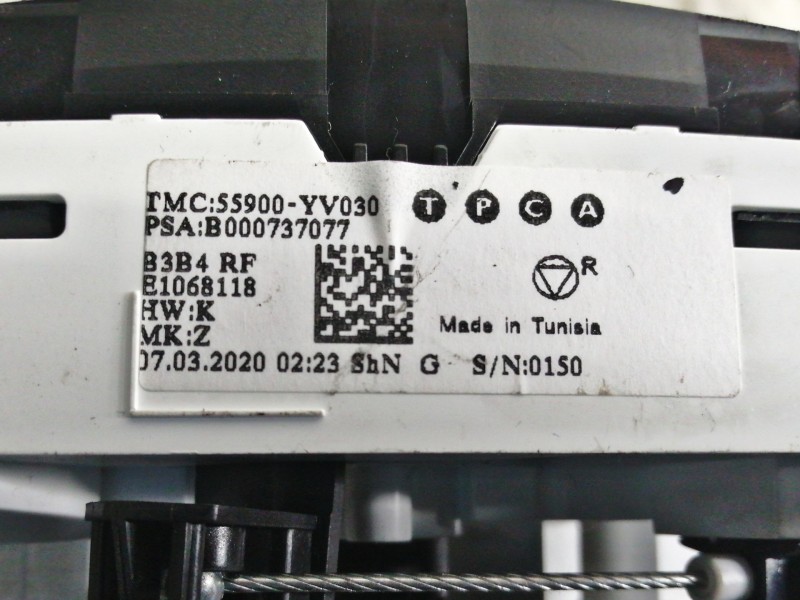 TMC:55900-YV030 T P C A
PSA:B000737077
B3B4 RF
E1068118
HW:K
MK:Z
R
Made in Tunisia
07.03.2020 02:23 ShN G S/N:0150